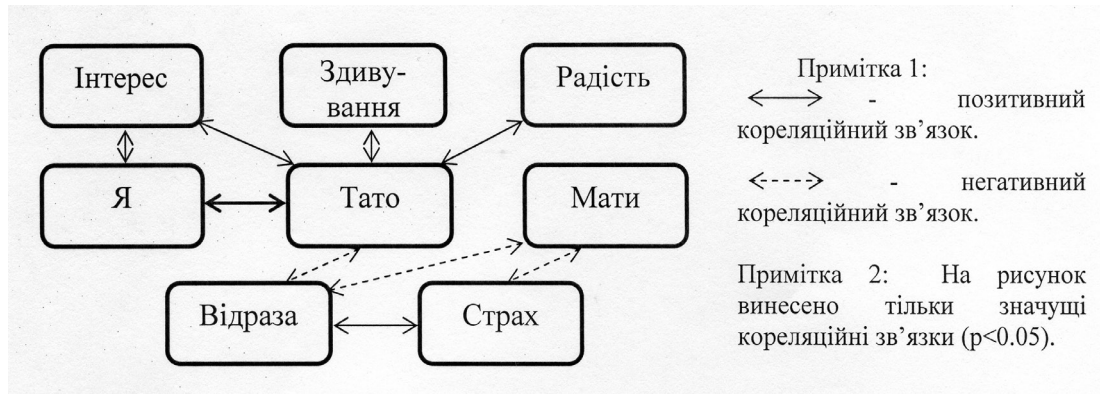 Інтерес
Здиву-
вання
Радість
Я
Тато
Мати
Відраза
Страх
Примітка 1:
- позитивний
кореляційний зв’язок.
- негативний
кореляційний зв’язок.
Примітка 2: На рисунок
винесено тільки значущі
кореляційні зв’язки (p<0.05).